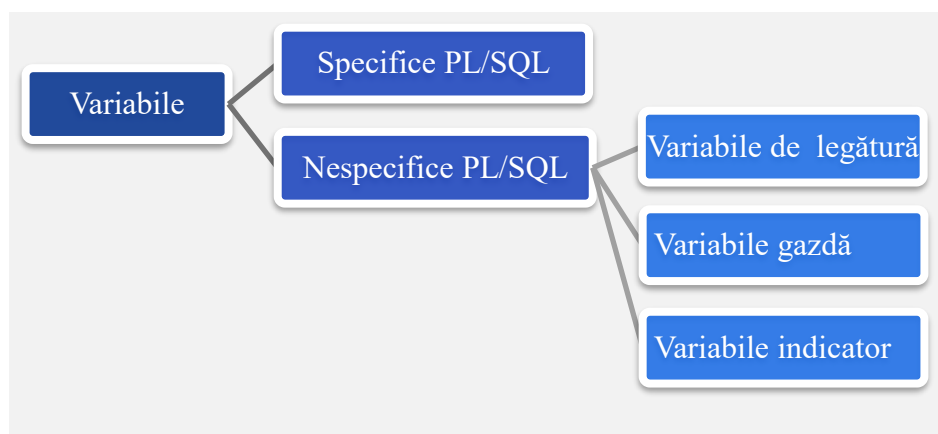 Variabile
Specifice PL/SQL
Nespecifice PL/SQL
Variabile de legătură
Variabile gazdă
Variabile indicator